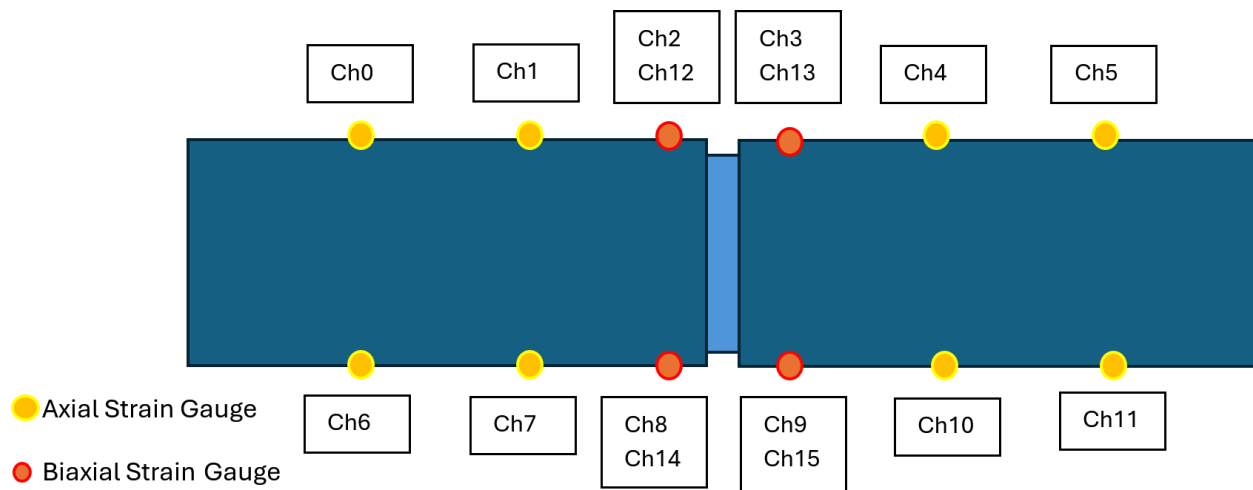 Ch0
Ch1
Ch2
Ch12
Ch3
Ch13
Ch4
Ch5
Ch6
Ch7
Ch8
Ch14
Ch9
Ch15
Ch10
Ch11
Axial Strain Gauge
Biaxial Strain Gauge